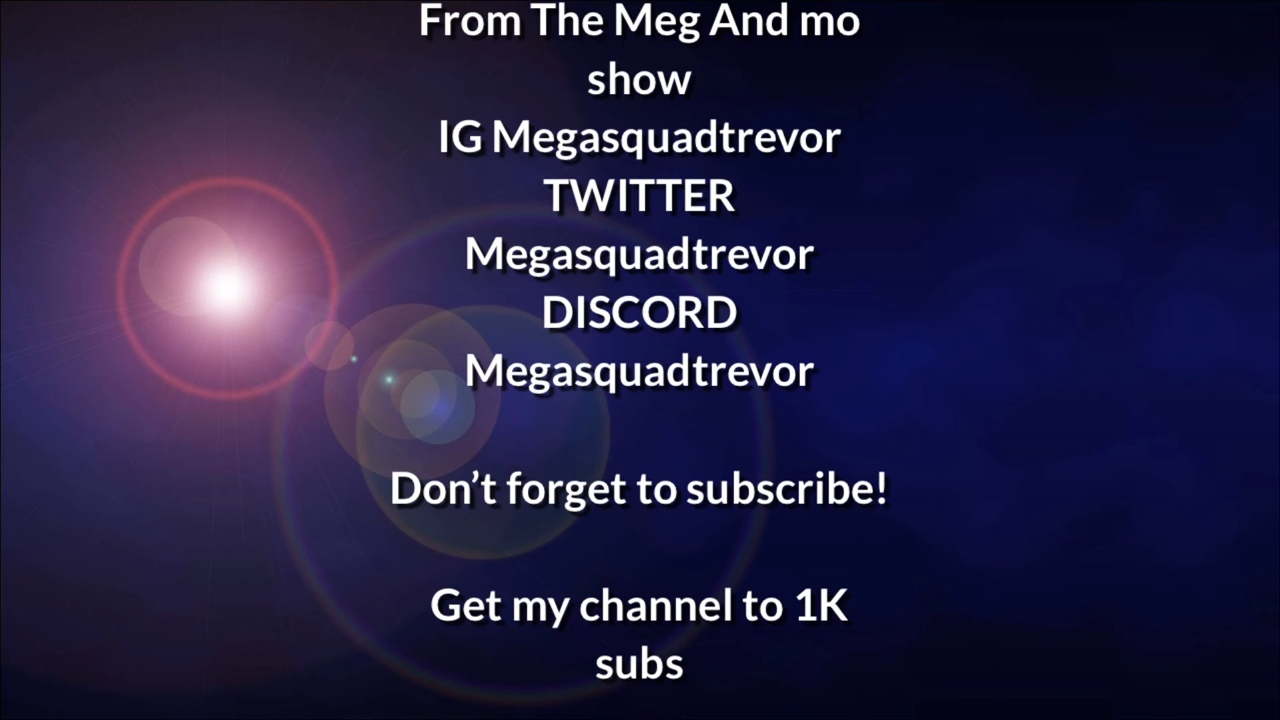 From The Meg And mo
show
IG Megasquadtrevor
TWITTER
Megasquadtrevor
DISCORD
Megasquadtrevor
Don’t forget to subscribe!
Get my channel to 1K
subs